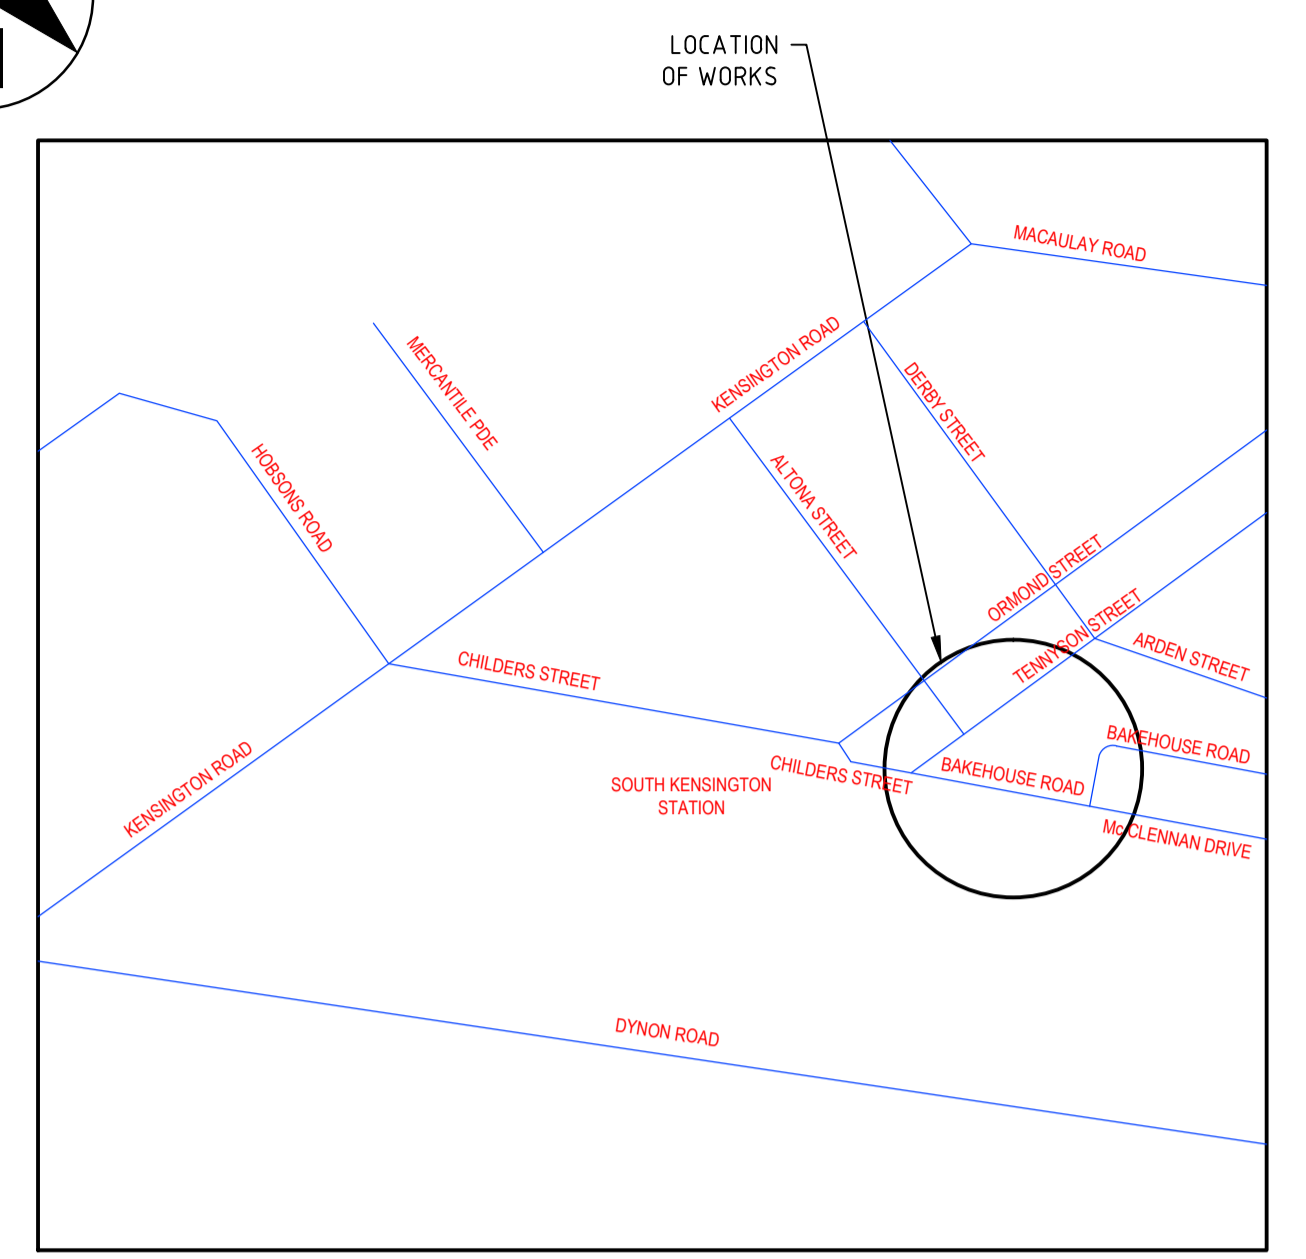 LOCATION
OF WORKS
MACAULAY ROAD
KENSINGTON ROAD
MERCANTILE PDE
DERBY STREET
HOBSONS ROAD
ALTONA STREET
ORMOND STREET
TENNYSON STREET
ARDEN STREET
CHILDERS STREET
BAKEHOUSE ROAD
KENSINGTON ROAD
SOUTH KENSINGTON
STATION
CHILDERS STREET
BAKEHOUSE ROAD
McCLENNAN DRIVE
DYNON ROAD